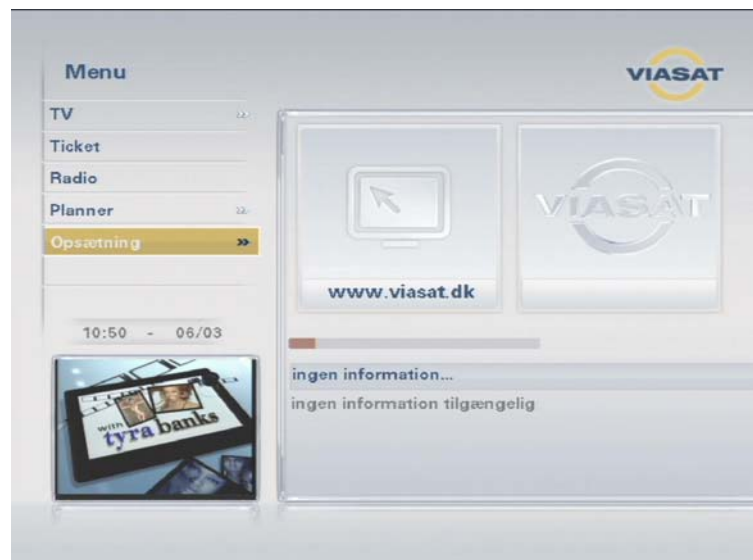 Menu
VIASAT
TV
Ticket
Radio
Planner
Opsætning
VIASAT
www.viasat.dk
10:50 - 06/03
ingen information...
ingen information tilgængelig
with
tyra banks